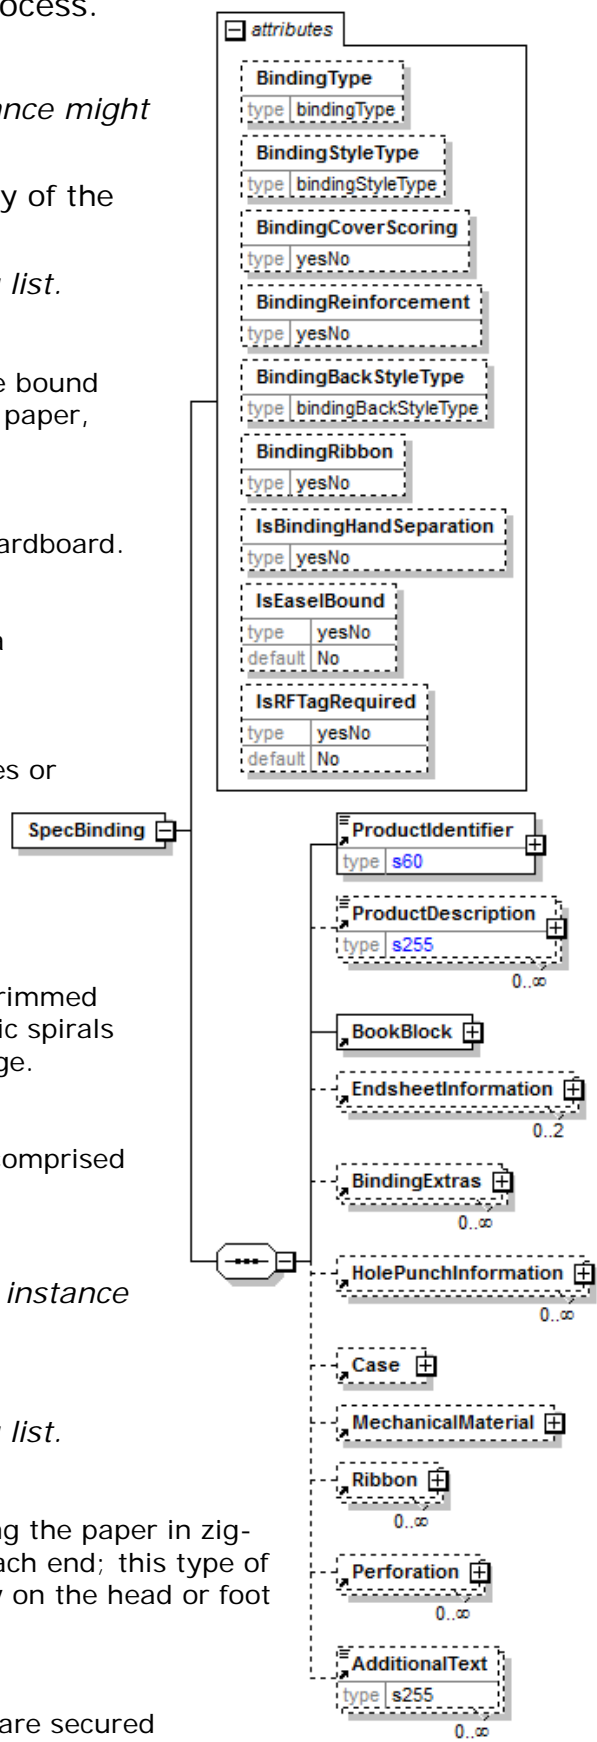 ocess.
attributes
BindingType
type bindingType
nce might
BindingStyleType
type bindingStyleType
y of the
BindingCoverScoring
type yesNo
list.
BindingReinforcement
type yesNo
e bound
paper,
BindingBackStyleType
type bindingBackStyleType
BindingRibbon
type yesNo
IsBindingHandSeparation
type yesNo
ardboard.
IsEaselBound
type yesNo
default No
IsRFTagRequired
type yesNo
default No
es or
SpecBinding
ProductIdentifier
type s60
ProductDescription
type s255
0..∞
rimmed
ic spirals
ge.
BookBlock
EndsheetInformation
0..2
omprised
BindingExtras
0..∞
HolePunchInformation
0..∞
instance
Case
MechanicalMaterial
list.
Ribbon
0..∞
ng the paper in zig-
ach end; this type of
y on the head or foot
Perforation
0..∞
AdditionalText
type s255
0..∞
are secured